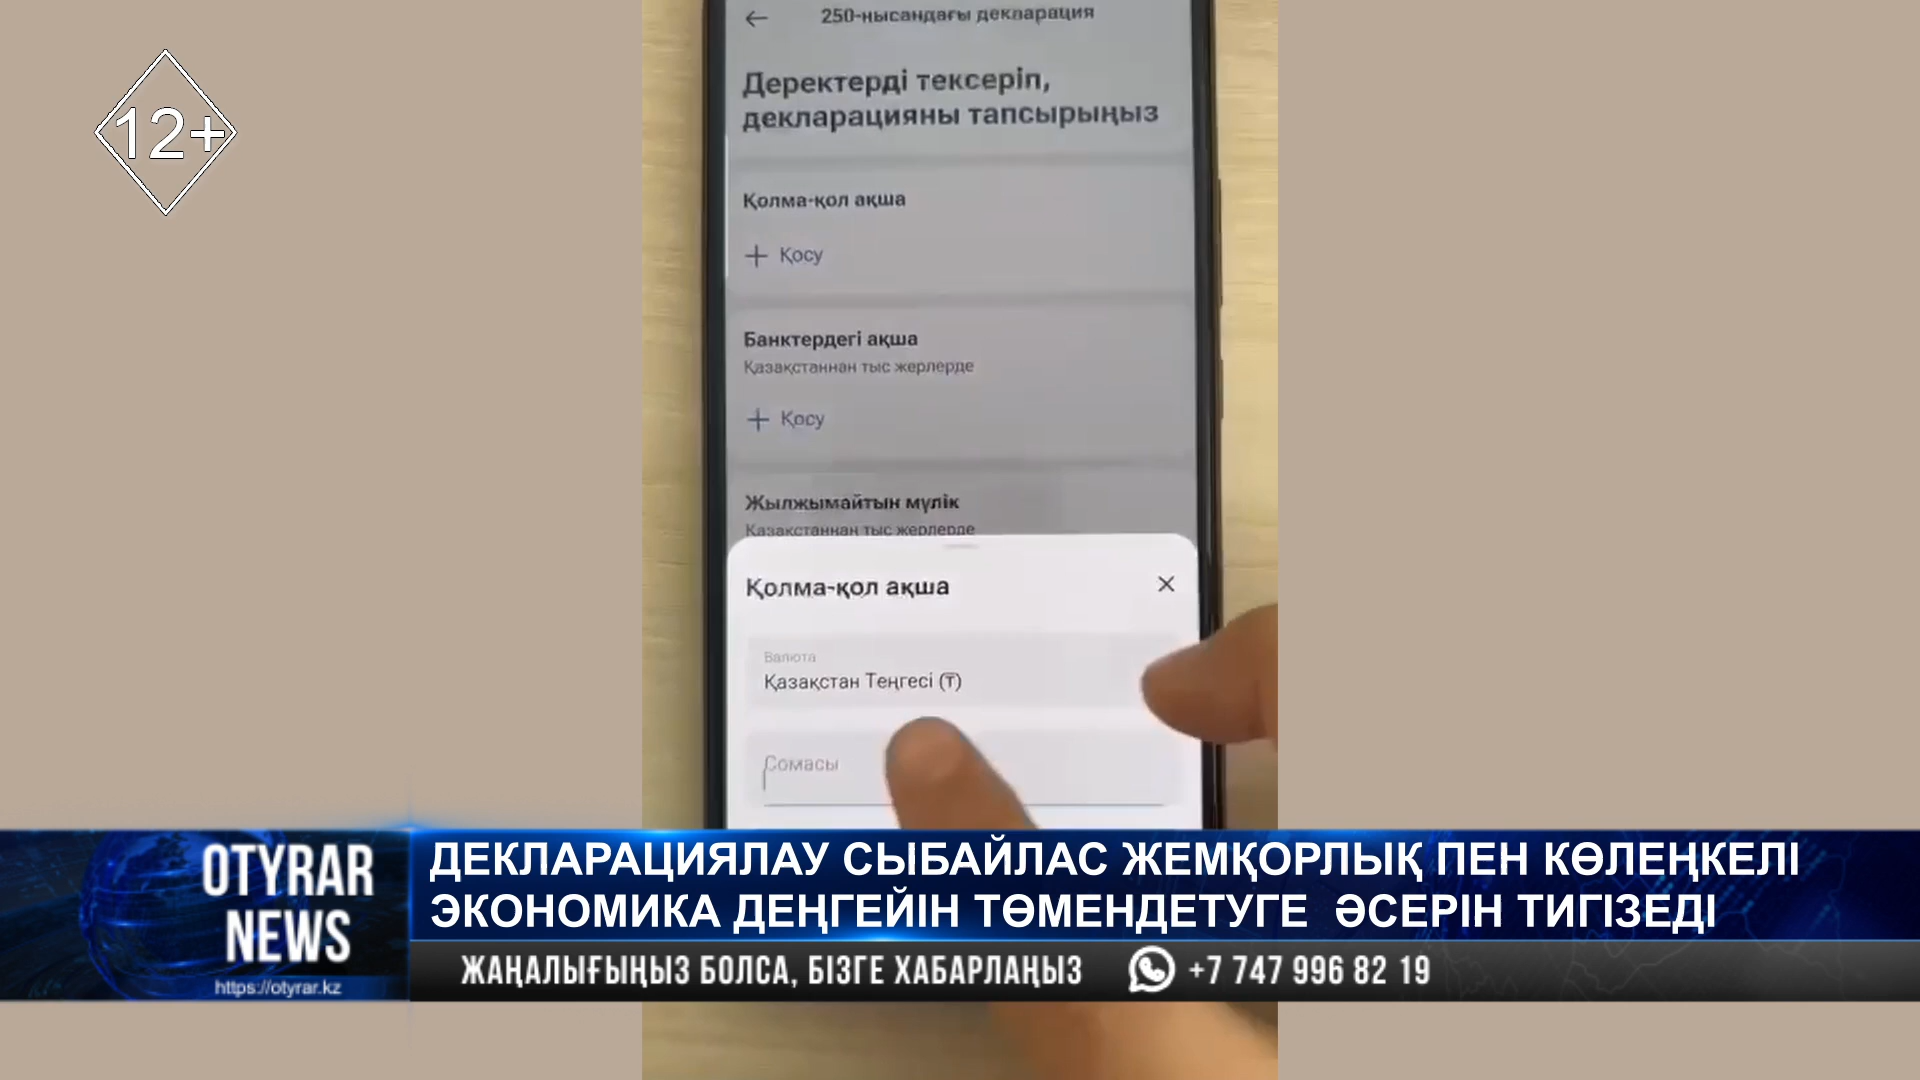 12+
250-нысандағы декларация
Деректерді тексеріп,
декларацияны тапсырыңыз
Қолма-қол ақша
+ Қосу
Банктердегі ақша
Қазақстаннан тыс жерлерде
+ Қосу
Жылжымайтын мүлік
Қазақстаннан тыс жерлерде
Қолма-қол ақша
Валюта
Қазақстан Теңгесі (₸)
Сомасы
OTYRAR
NEWS
https://otyrar.kz
ДЕКЛАРАЦИЯЛАУ СЫБАЙЛАС ЖЕМҚОРЛЫҚ ПЕН КӨЛЕҢКЕЛІ
ЭКОНОМИКА ДЕҢГЕЙІН ТӨМЕНДЕТУГЕ ӘСЕРІН ТИГІЗЕДІ
ЖАҢАЛЫҒЫҢЫЗ БОЛСА, БІЗГЕ ХАБАРЛАҢЫЗ +7 747 996 82 19